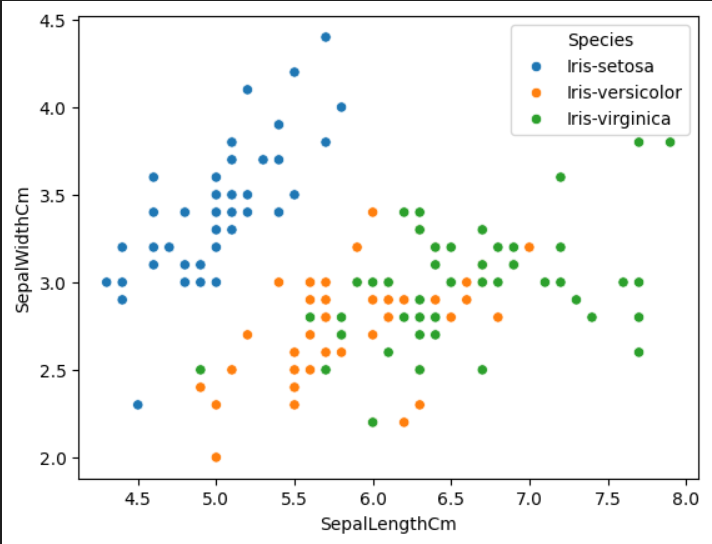 4.5
4.0
3.5
3.0
2.5
2.0
SepalWidthCm
Species
Iris-setosa
Iris-versicolor
Iris-virginica
4.5 5.0 5.5 6.0 6.5 7.0 7.5 8.0
SepalLengthCm